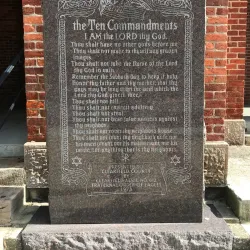 the Ten Commandments
I AM the LORD thy God.
Thou shalt have no other gods before me.
Thou shalt not make to thyself any graven
images.
Thou shalt not take the Name of the Lord
thy God in vain.
Remember the Sabbath day, to keep it holy.
Honor thy father and thy mother, that thy
days may be long upon the land which the
Lord thy God giveth thee.
Thou shalt not kill.
Thou shalt not commit adultery.
Thou shalt not steal.
Thou shalt not bear false witness against
thy neighbor.
Thou shalt not covet thy neighbor's house.
Thou shalt not covet thy neighbor's wife, nor
his manservant, nor his maidservant, nor his
cattle, nor anything that is thy neighbor's.
COUNTY
FRATERNAL ORDER OF EAGLES